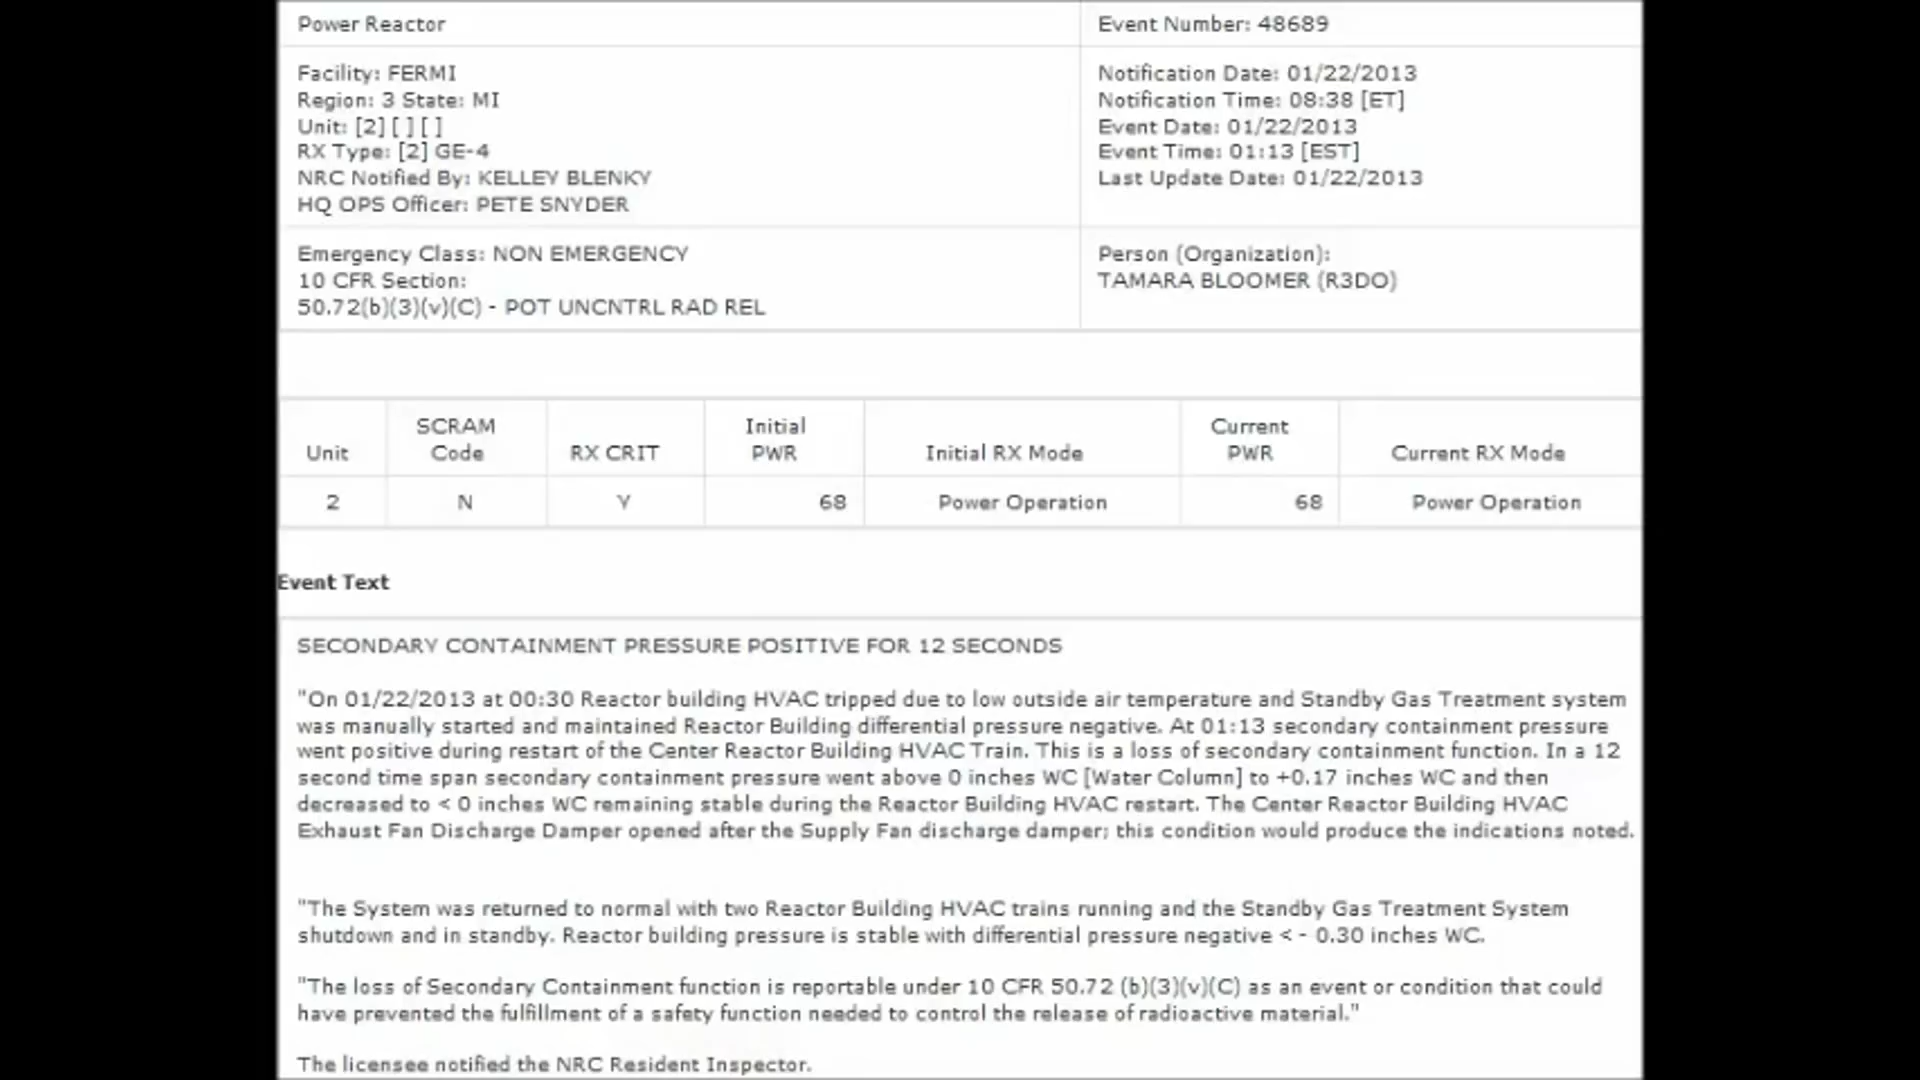 Power Reactor
Event Number: 48689
Facility: FERMI
Region: 3 State: MI
Unit: [2] [ ] [ ]
RX Type: [2] GE-4
NRC Notified By: KELLEY BLENKY
HQ OPS Officer: PETE SNYDER
Notification Date: 01/22/2013
Notification Time: 08:38 [ET]
Event Date: 01/22/2013
Event Time: 01:13 [EST]
Last Update Date: 01/22/2013
Emergency Class: NON EMERGENCY
10 CFR Section:
50.72(b)(3)(v)(C) - POT UNCNTRL RAD REL
Person (Organization):
TAMARA BLOOMER (R3DO)
Unit
SCRAM
Code
RX CRIT
Initial
PWR
Initial RX Mode
Current
PWR
Current RX Mode
2
N
Y
68
Power Operation
68
Power Operation
Event Text
SECONDARY CONTAINMENT PRESSURE POSITIVE FOR 12 SECONDS
"On 01/22/2013 at 00:30 Reactor building HVAC tripped due to low outside air temperature and Standby Gas Treatment system
was manually started and maintained Reactor Building differential pressure negative. At 01:13 secondary containment pressure
went positive during restart of the Center Reactor Building HVAC Train. This is a loss of secondary containment function. In a 12
second time span secondary containment pressure went above 0 inches WC [Water Column] to +0.17 inches WC and then
decreased to < 0 inches WC remaining stable during the Reactor Building HVAC restart. The Center Reactor Building HVAC
Exhaust Fan Discharge Damper opened after the Supply Fan discharge damper; this condition would produce the indications noted.
"The System was returned to normal with two Reactor Building HVAC trains running and the Standby Gas Treatment System
shutdown and in standby. Reactor building pressure is stable with differential pressure negative < - 0.30 inches WC.
"The loss of Secondary Containment function is reportable under 10 CFR 50.72 (b)(3)(v)(C) as an event or condition that could
have prevented the fulfillment of a safety function needed to control the release of radioactive material."
The licensee notified the NRC Resident Inspector.